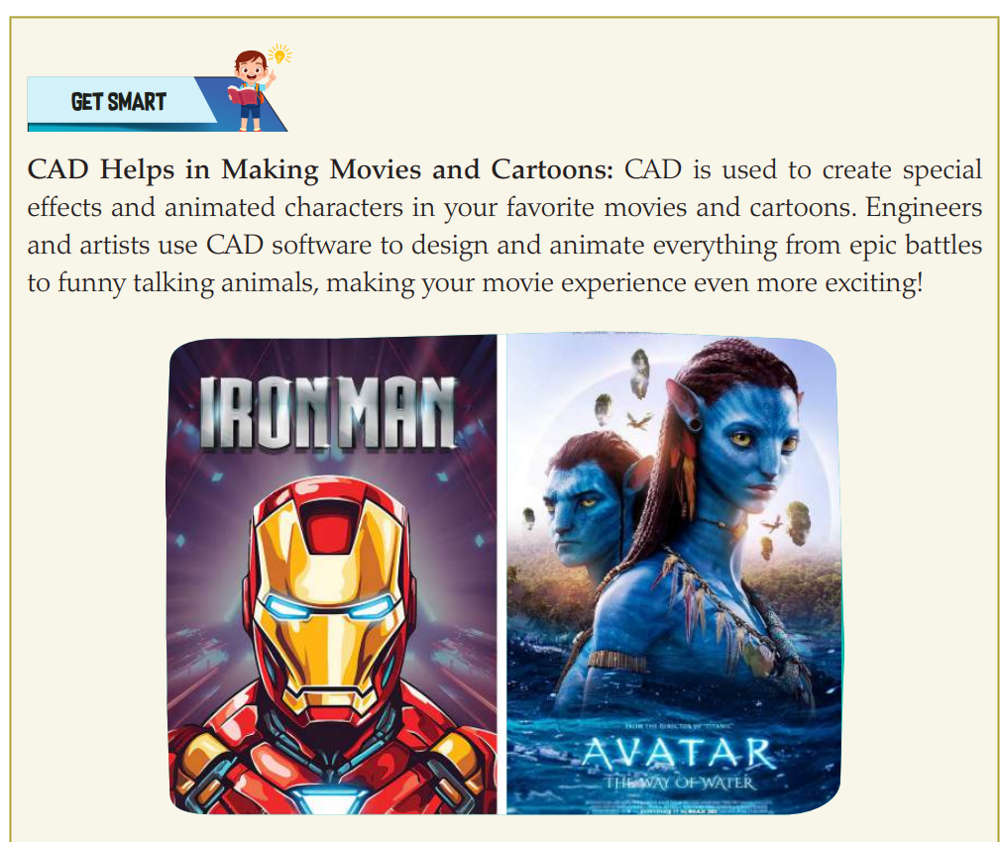 GET SMART
CAD Helps in Making Movies and Cartoons: CAD is used to create special
effects and animated characters in your favorite movies and cartoons. Engineers
and artists use CAD software to design and animate everything from epic battles
to funny talking animals, making your movie experience even more exciting!
IRON MAN
FROM THE DIRECTOR OF "TITANIC"
AVATAR
THE WAY OF WATER